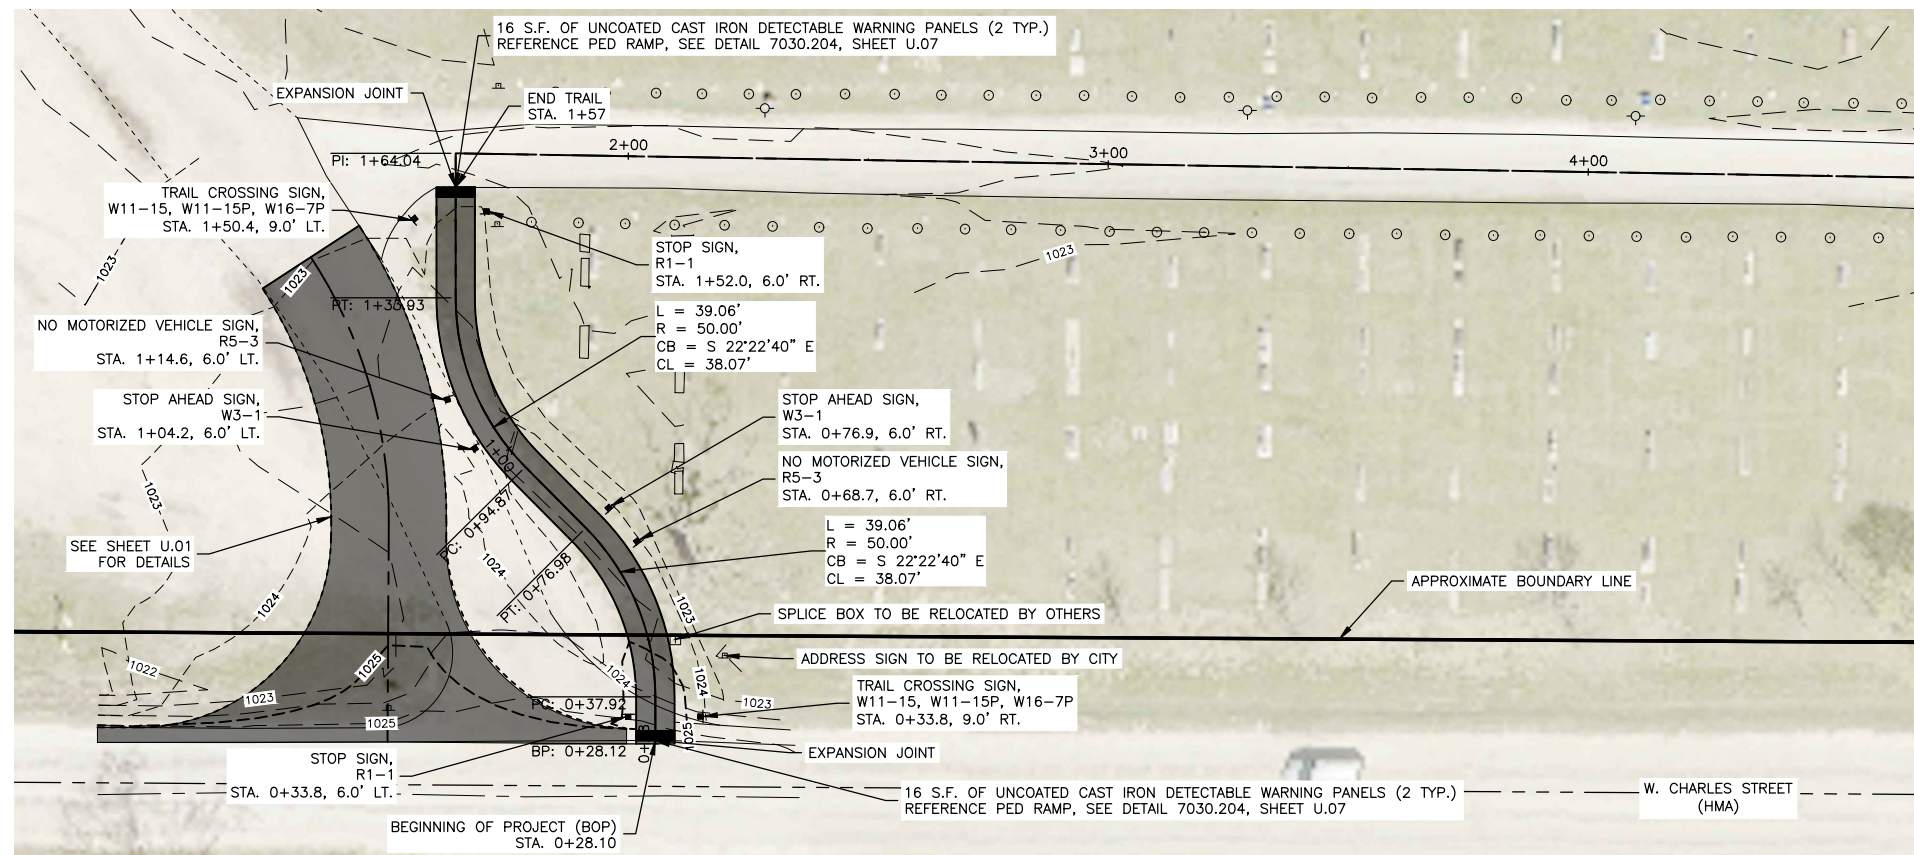 16 S.F. OF UNCOATED CAST IRON DETECTABLE WARNING PANELS (2 TYP.)
REFERENCE PED RAMP, SEE DETAIL 7030.204, SHEET U.07
EXPANSION JOINT
END TRAIL
STA. 1+57
2+00
3+00
4+00
PI: 1+64.04
TRAIL CROSSING SIGN,
W11-15, W11-15P, W16-7P
STA. 1+50.4, 9.0' LT.
STOP SIGN,
R1-1
STA. 1+52.0, 6.0' RT.
1023
1023
1023
PT: 1+33.93
L = 39.06'
R = 50.00'
CB = S 22°22'40" E
CL = 38.07'
NO MOTORIZED VEHICLE SIGN,
R5-3
STA. 1+14.6, 6.0' LT.
STOP AHEAD SIGN,
W3-1
STA. 1+04.2, 6.0' LT.
STOP AHEAD SIGN,
W3-1
STA. 0+76.9, 6.0' RT.
1+00
NO MOTORIZED VEHICLE SIGN,
R5-3
STA. 0+68.7, 6.0' RT.
1023
PC: 0+94.87
L = 39.06'
R = 50.00'
CB = S 22°22'40" E
CL = 38.07'
SEE SHEET U.01
FOR DETAILS
1024
PT: 0+76.98
APPROXIMATE BOUNDARY LINE
1024
1023
SPLICE BOX TO BE RELOCATED BY OTHERS
ADDRESS SIGN TO BE RELOCATED BY CITY
1022
1025
1024
1024
1023
1023
TRAIL CROSSING SIGN,
W11-15, W11-15P, W16-7P
STA. 0+33.8, 9.0' RT.
PC: 0+37.92
1025
1025
BP: 0+28.12
EXPANSION JOINT
STOP SIGN,
R1-1
STA. 0+33.8, 6.0' LT.
16 S.F. OF UNCOATED CAST IRON DETECTABLE WARNING PANELS (2 TYP.)
REFERENCE PED RAMP, SEE DETAIL 7030.204, SHEET U.07
W. CHARLES STREET
(HMA)
BEGINNING OF PROJECT (BOP)
STA. 0+28.10